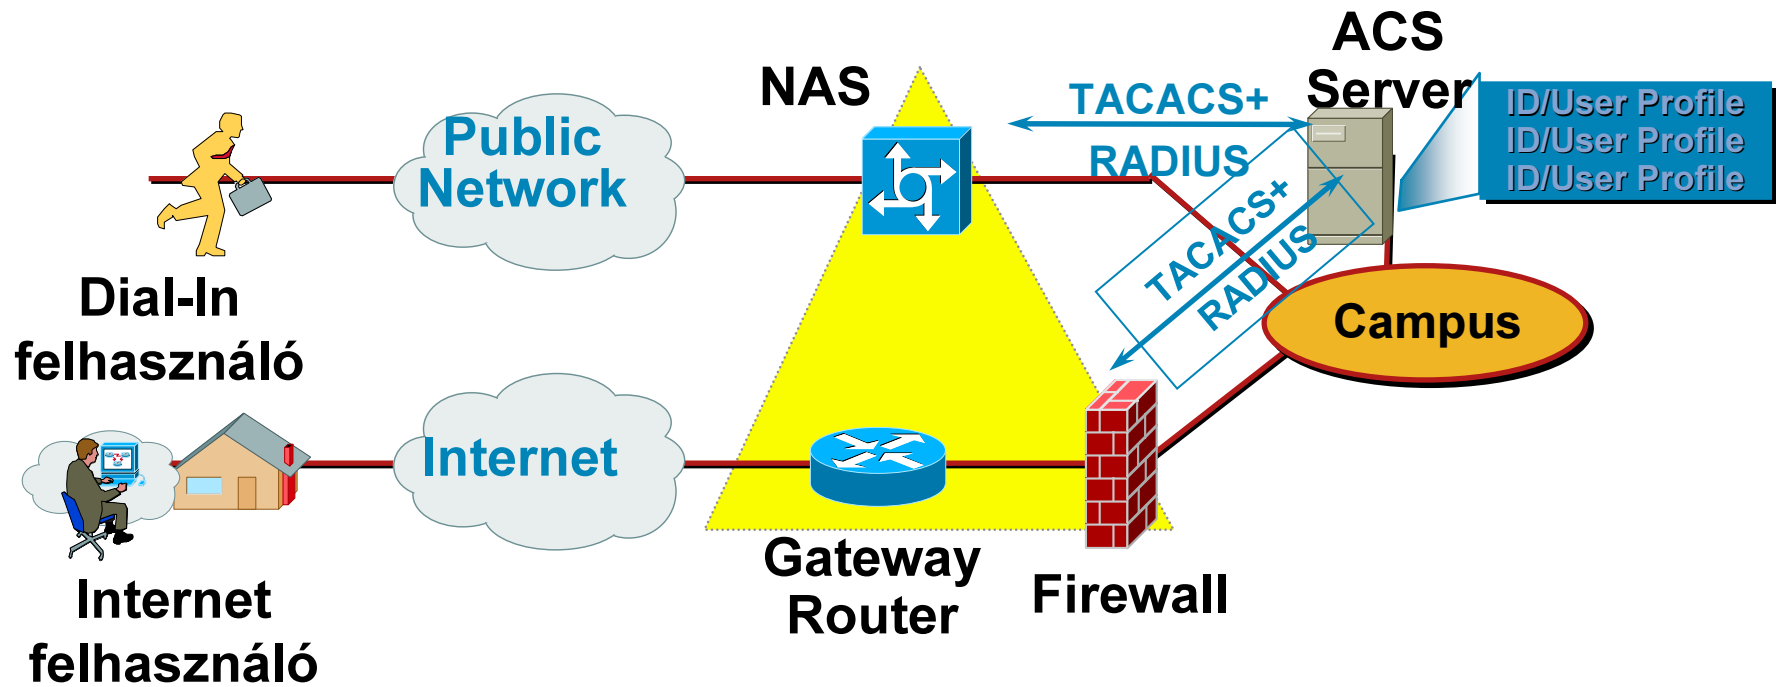 ACS
Server
NAS
TACACS+
RADIUS
ID/User Profile
ID/User Profile
ID/User Profile
Public
Network
TACACS+
RADIUS
Dial-In
felhasználó
Campus
Internet
Gateway
Router
Firewall
Internet
felhasználó